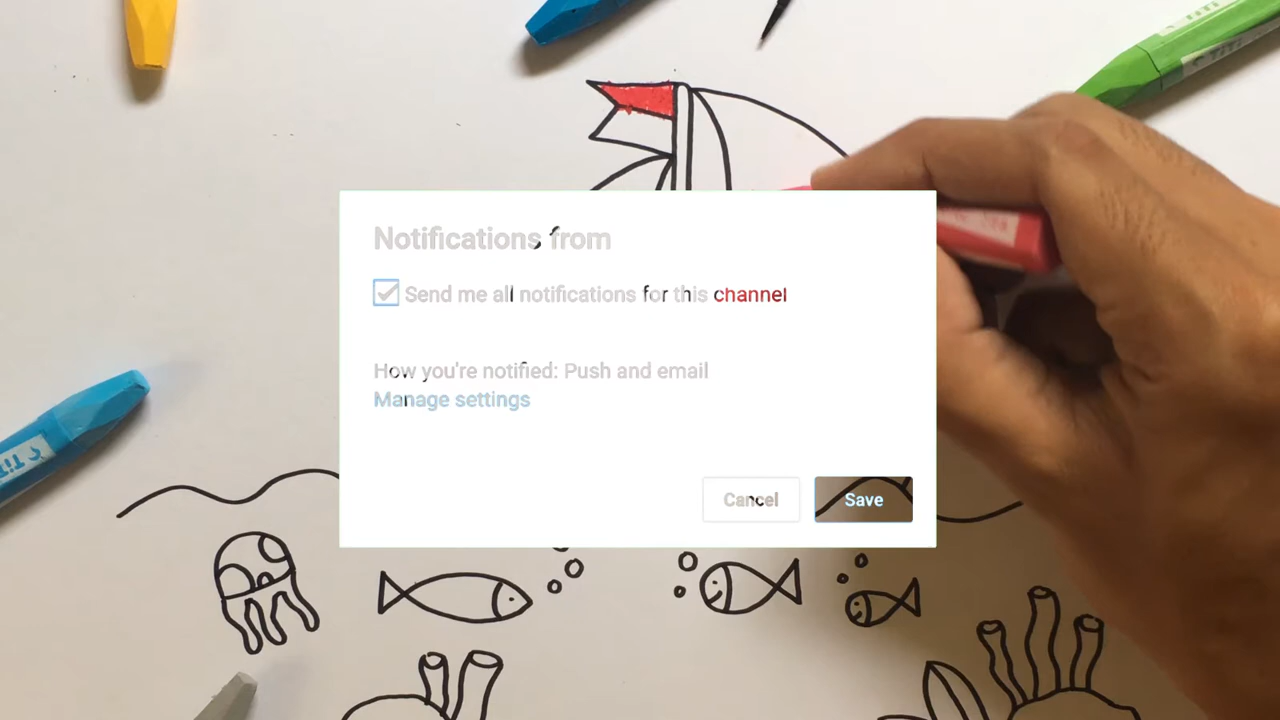 Notifications from
Send me all notifications for this channel
How you're notified: Push and email
Manage settings
Cancel
Save
TiTi